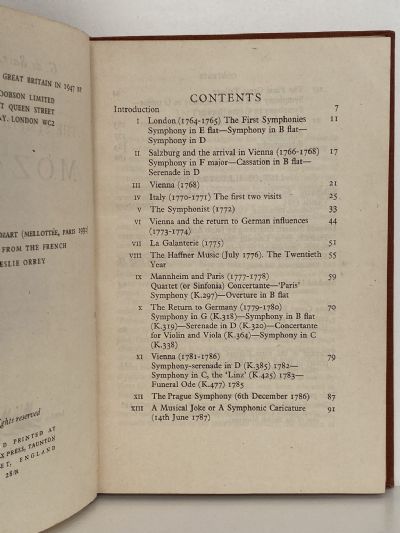 GREAT BRITAIN IN 1947 BY
DOBSON LIMITED
QUEEN STREET
LONDON WC2
(MELLOTTÉE, PARIS
FROM THE FRENCH
LESLIE ORREY
rights reserved
PRINTED AT
PRESS, TAUNTON
ENGLAND
28/R
CONTENTS
Introduction 7
I London (1764-1765) The First Symphonies 11
Symphony in E flat—Symphony in B flat—
Symphony in D
II Salzburg and the arrival in Vienna (1766-1768) 17
Symphony in F major—Cassation in B flat—
Serenade in D
III Vienna (1768) 21
IV Italy (1770-1771) The first two visits 25
V The Symphonist (1772) 33
VI Vienna and the return to German influences 44
(1773-1774)
VII La Galanterie (1775) 51
VIII The Haffner Music (July 1776). The Twentieth 55
Year
IX Mannheim and Paris (1777-1778) 59
Quartet (or Sinfonia) Concertante—'Paris'
Symphony (K.297)—Overture in B flat
X The Return to Germany (1779-1780) 70
Symphony in G (K.318)—Symphony in B flat
(K.319)—Serenade in D (K.320)—Concertante
for Violin and Viola (K.364)—Symphony in C
(K.338)
XI Vienna (1781-1786) 79
Symphony-serenade in D (K.385) 1782—
Symphony in C, the 'Linz' (K.425) 1783—
Funeral Ode (K.477) 1785
XII The Prague Symphony (6th December 1786) 87
XIII A Musical Joke or A Symphonic Caricature 91
(14th June 1787)